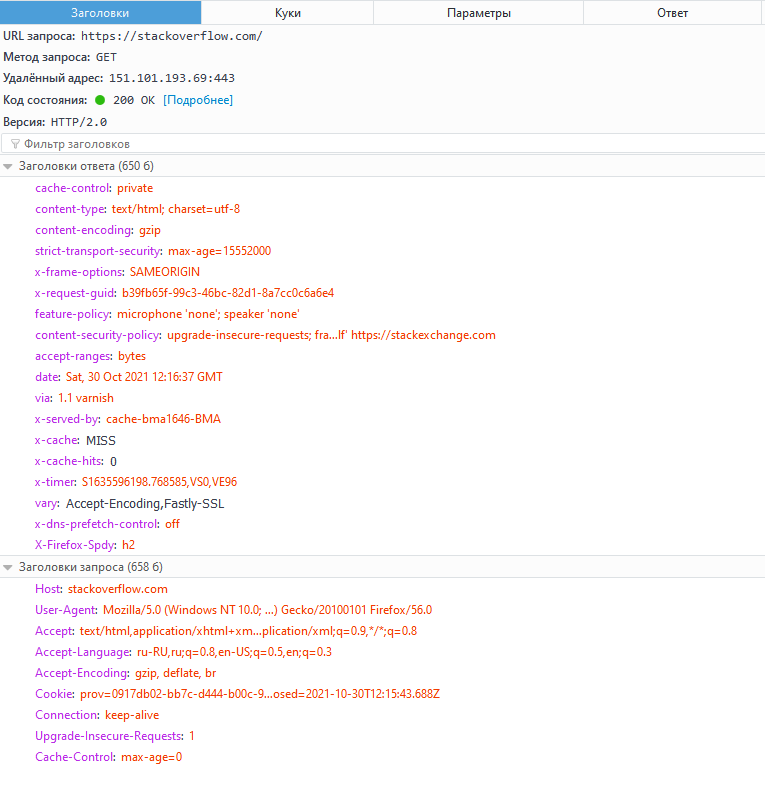 Заголовки Куки Параметры Ответ
URL запроса: https://stackoverflow.com/
Метод запроса: GET
Удалённый адрес: 151.101.193.69:443
Код состояния: 200 OK [Подробнее]
Версия: HTTP/2.0
Фильтр заголовков
Заголовки ответа (650 б)
cache-control: private
content-type: text/html; charset=utf-8
content-encoding: gzip
strict-transport-security: max-age=15552000
x-frame-options: SAMEORIGIN
x-request-guid: b39fb65f-99c3-46bc-82d1-8a7cc0c6a6e4
feature-policy: microphone 'none'; speaker 'none'
content-security-policy: upgrade-insecure-requests; fra...lf' https://stackexchange.com
accept-ranges: bytes
date: Sat, 30 Oct 2021 12:16:37 GMT
via: 1.1 varnish
x-served-by: cache-bma1646-BMA
x-cache: MISS
x-cache-hits: 0
x-timer: S1635596198.768585,VS0,VE96
vary: Accept-Encoding,Fastly-SSL
x-dns-prefetch-control: off
X-Firefox-Spdy: h2
Заголовки запроса (658 б)
Host: stackoverflow.com
User-Agent: Mozilla/5.0 (Windows NT 10.0; ...) Gecko/20100101 Firefox/56.0
Accept: text/html,application/xhtml+xm...plication/xml;q=0.9,*/*;q=0.8
Accept-Language: ru-RU,ru;q=0.8,en-US;q=0.5,en;q=0.3
Accept-Encoding: gzip, deflate, br
Cookie: prov=0917db02-bb7c-d444-b00c-9...osed=2021-10-30T12:15:43.688Z
Connection: keep-alive
Upgrade-Insecure-Requests: 1
Cache-Control: max-age=0